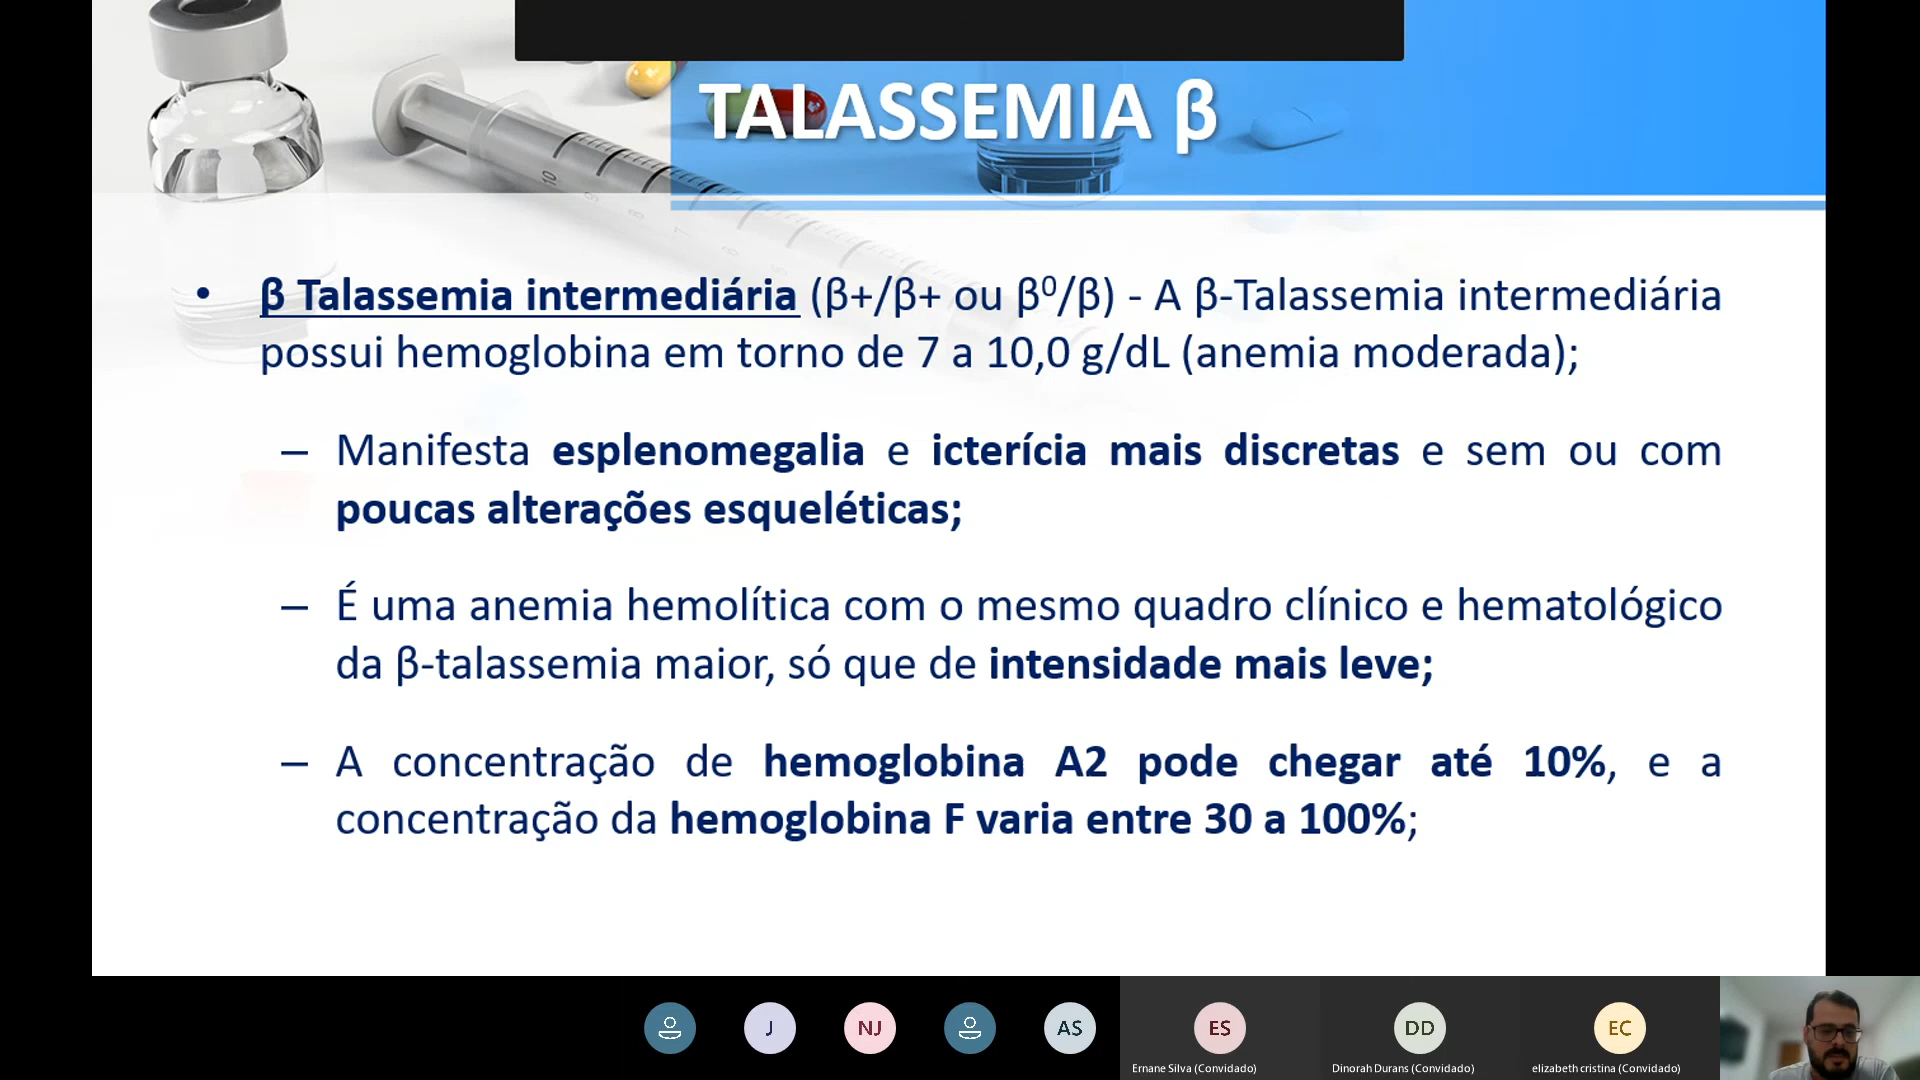 TALASSEMIA β
• β Talassemia intermediária (β+/β+ ou β⁰/β) - A β-Talassemia intermediária
possui hemoglobina em torno de 7 a 10,0 g/dL (anemia moderada);
– Manifesta esplenomegalia e icterícia mais discretas e sem ou com
poucas alterações esqueléticas;
– É uma anemia hemolítica com o mesmo quadro clínico e hematológico
da β-talassemia maior, só que de intensidade mais leve;
– A concentração de hemoglobina A2 pode chegar até 10%, e a
concentração da hemoglobina F varia entre 30 a 100%;
J NJ AS ES DD EC
Ernane Silva (Convidado) Dinorah Durans (Convidado) elizabeth cristina (Convidado)